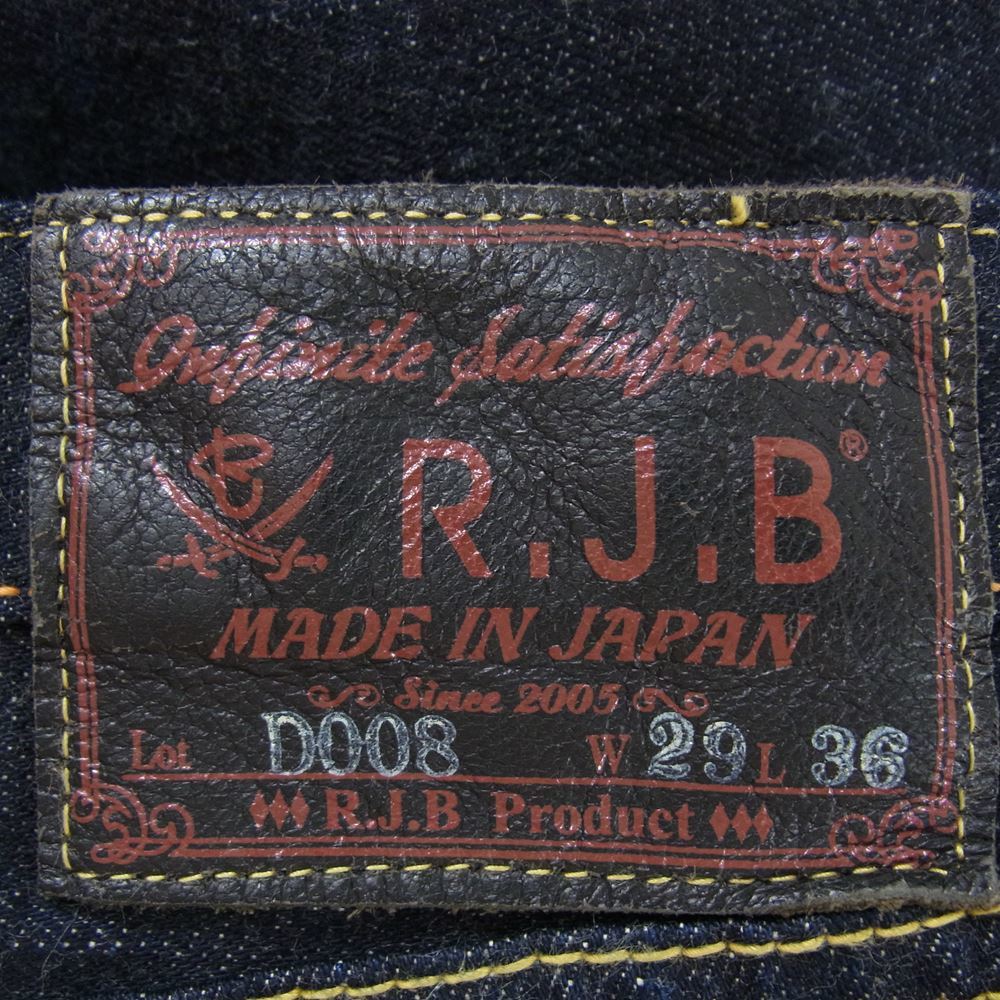 Infinite Satisfaction
R.J.B®
MADE IN JAPAN
Since 2005
Lot D008 W 29 L 36
R.J.B Product